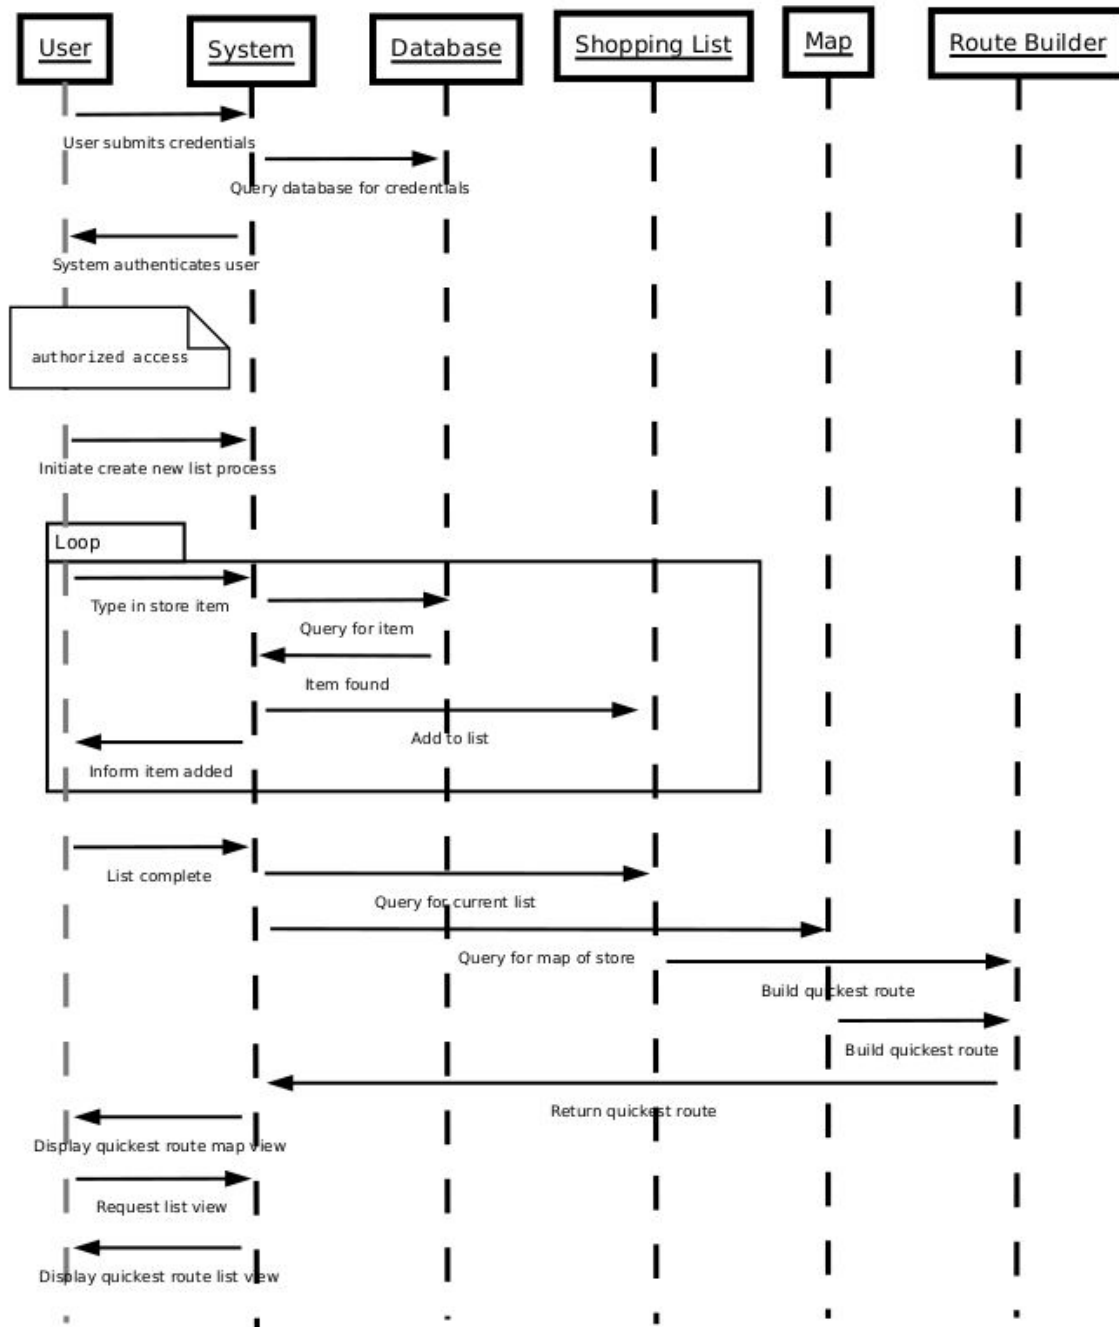 User
System
Database
Shopping List
Map
Route Builder
User submits credentials
Query database for credentials
System authenticates user
authorized access
Initiate create new list process
Loop
Type in store item
Query for item
Item found
Add to list
Inform item added
List complete
Query for current list
Query for map of store
Build quickest route
Build quickest route
Return quickest route
Display quickest route map view
Request list view
Display quickest route list view